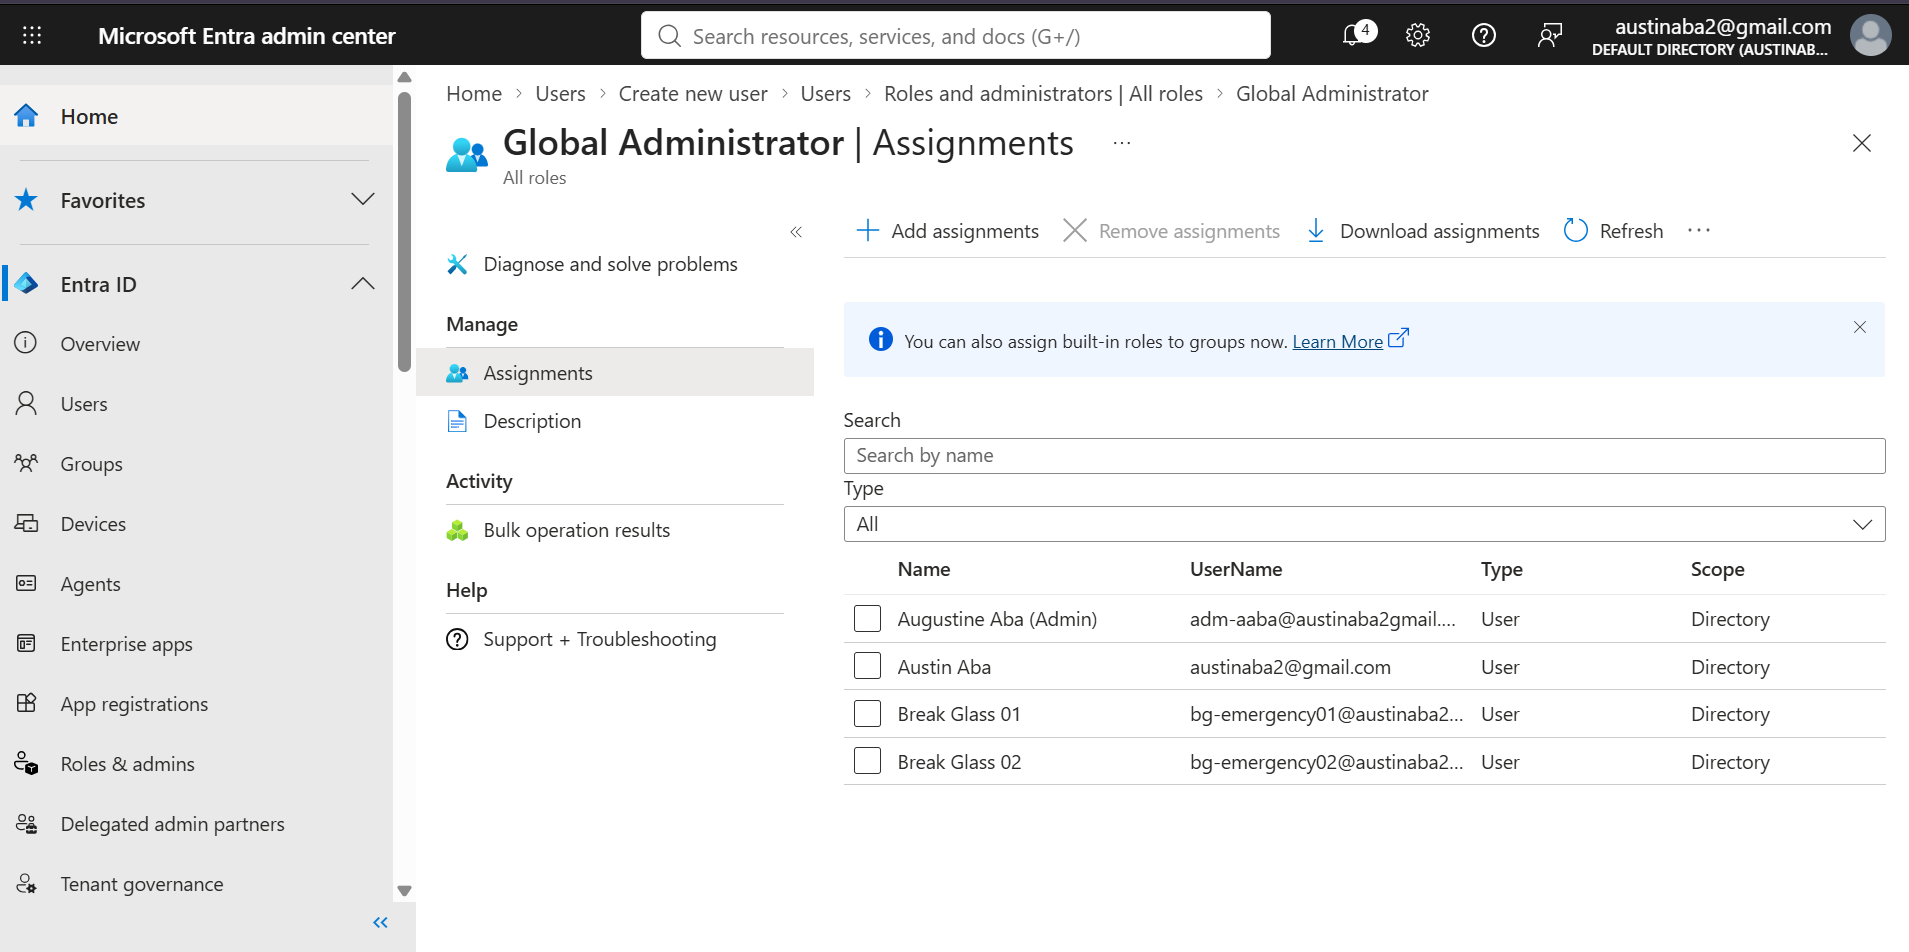 Microsoft Entra admin center
Search resources, services, and docs (G+/)
4
austinaba2@gmail.com
DEFAULT DIRECTORY (AUSTINAB...
Home
Favorites
Entra ID
Overview
Users
Groups
Devices
Agents
Enterprise apps
App registrations
Roles & admins
Delegated admin partners
Tenant governance
Home > Users > Create new user > Users > Roles and administrators | All roles > Global Administrator
Global Administrator | Assignments ...
All roles
Diagnose and solve problems
Manage
Assignments
Description
Activity
Bulk operation results
Help
Support + Troubleshooting
Add assignments Remove assignments Download assignments Refresh ...
You can also assign built-in roles to groups now. Learn More
Search
Search by name
Type
All
Name UserName Type Scope
Augustine Aba (Admin) adm-aaba@austinaba2gmail.... User Directory
Austin Aba austinaba2@gmail.com User Directory
Break Glass 01 bg-emergency01@austinaba2... User Directory
Break Glass 02 bg-emergency02@austinaba2... User Directory